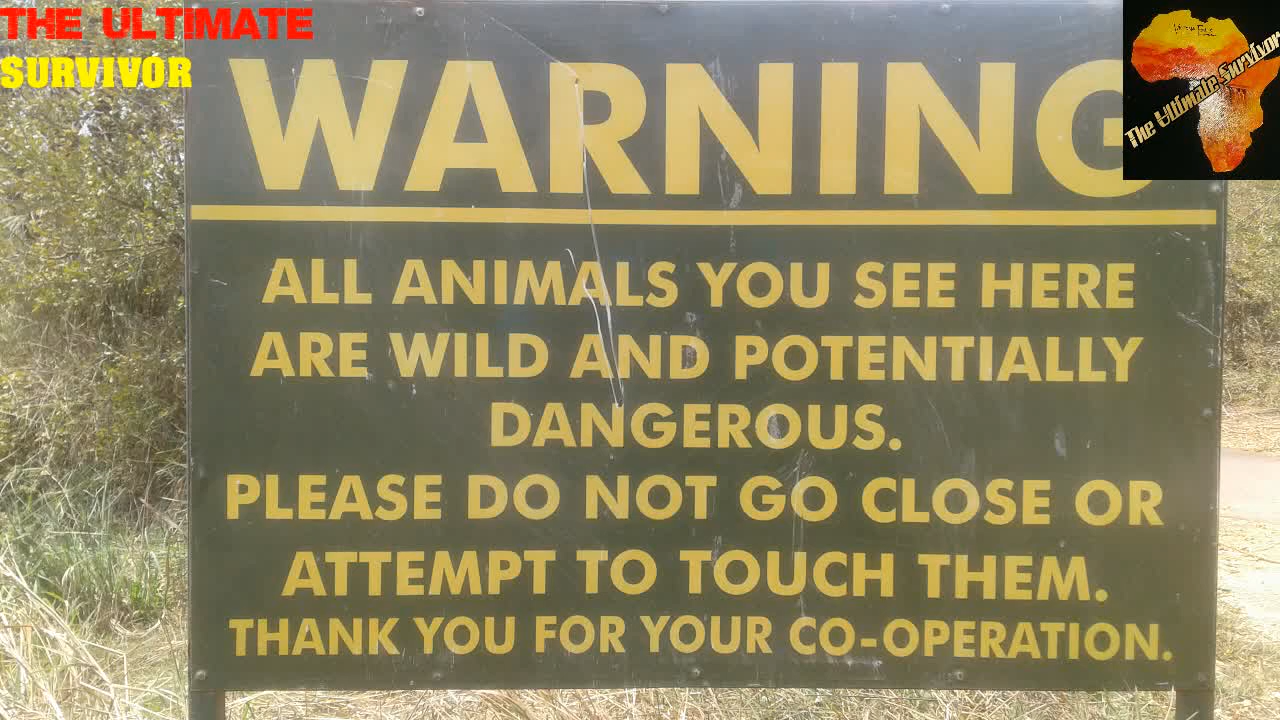 THE ULTIMATE
SURVIVOR
The Ultimate Survivor
WARNING
ALL ANIMALS YOU SEE HERE
ARE WILD AND POTENTIALLY
DANGEROUS.
PLEASE DO NOT GO CLOSE OR
ATTEMPT TO TOUCH THEM.
THANK YOU FOR YOUR CO-OPERATION.